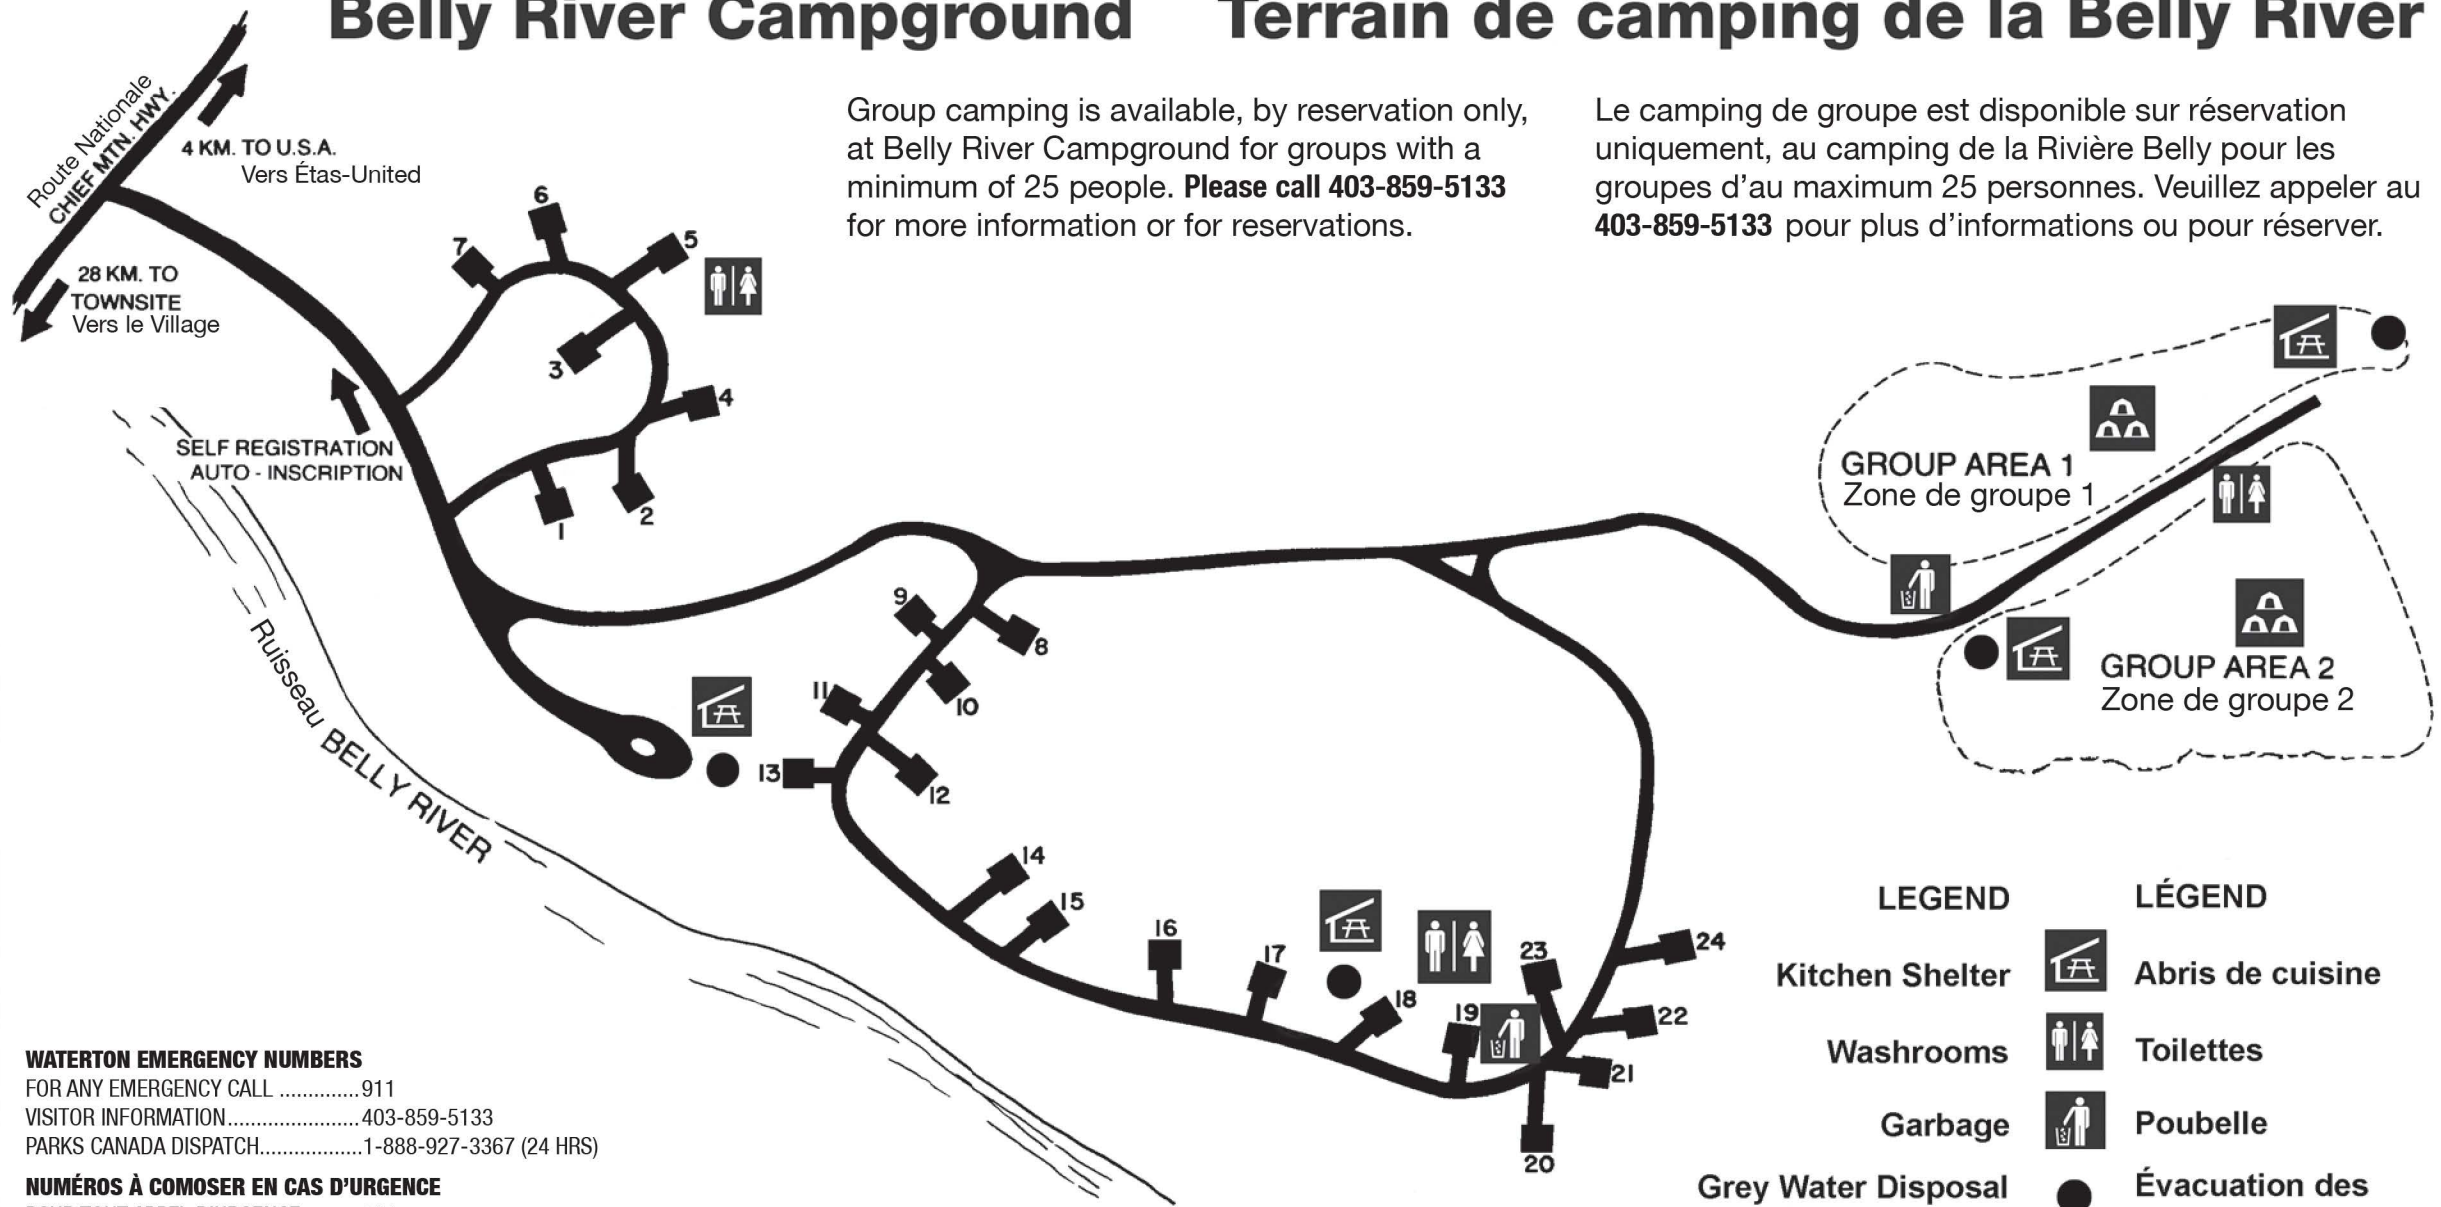 Belly River Campground
Terrain de camping de la Belly River
Group camping is available, by reservation only,
at Belly River Campground for groups with a
minimum of 25 people. Please call 403-859-5133
for more information or for reservations.
Le camping de groupe est disponible sur réservation
uniquement, au camping de la Rivière Belly pour les
groupes d'au maximum 25 personnes. Veuillez appeler au
403-859-5133 pour plus d'informations ou pour réserver.
Route Nationale
CHIEF MTN. HWY.
4 KM. TO U.S.A.
Vers Étas-United
28 KM. TO
TOWNSITE
Vers le Village
SELF REGISTRATION
AUTO - INSCRIPTION
6
7
5
3
4
2
1
9
8
10
11
12
13
14
15
16
17
18
19
23
24
22
21
20
GROUP AREA 1
Zone de groupe 1
GROUP AREA 2
Zone de groupe 2
Ruisseau BELLY RIVER
LEGEND
LÉGEND
Kitchen Shelter
Abris de cuisine
Washrooms
Toilettes
Garbage
Poubelle
Grey Water Disposal
Évacuation des
WATERTON EMERGENCY NUMBERS
FOR ANY EMERGENCY CALL ..............911
VISITOR INFORMATION.......................403-859-5133
PARKS CANADA DISPATCH..................1-888-927-3367 (24 HRS)
NUMÉROS À COMOSER EN CAS D'URGENCE